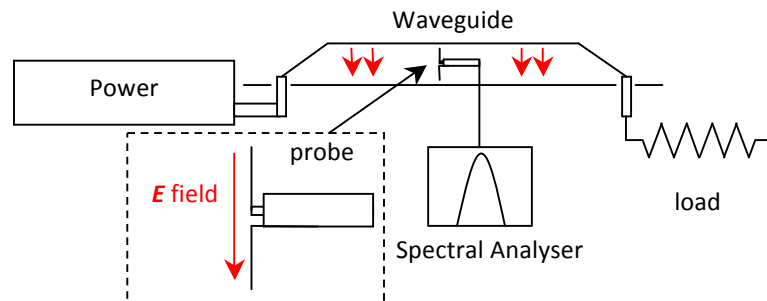 Waveguide
Power
probe
E field
load
Spectral Analyser